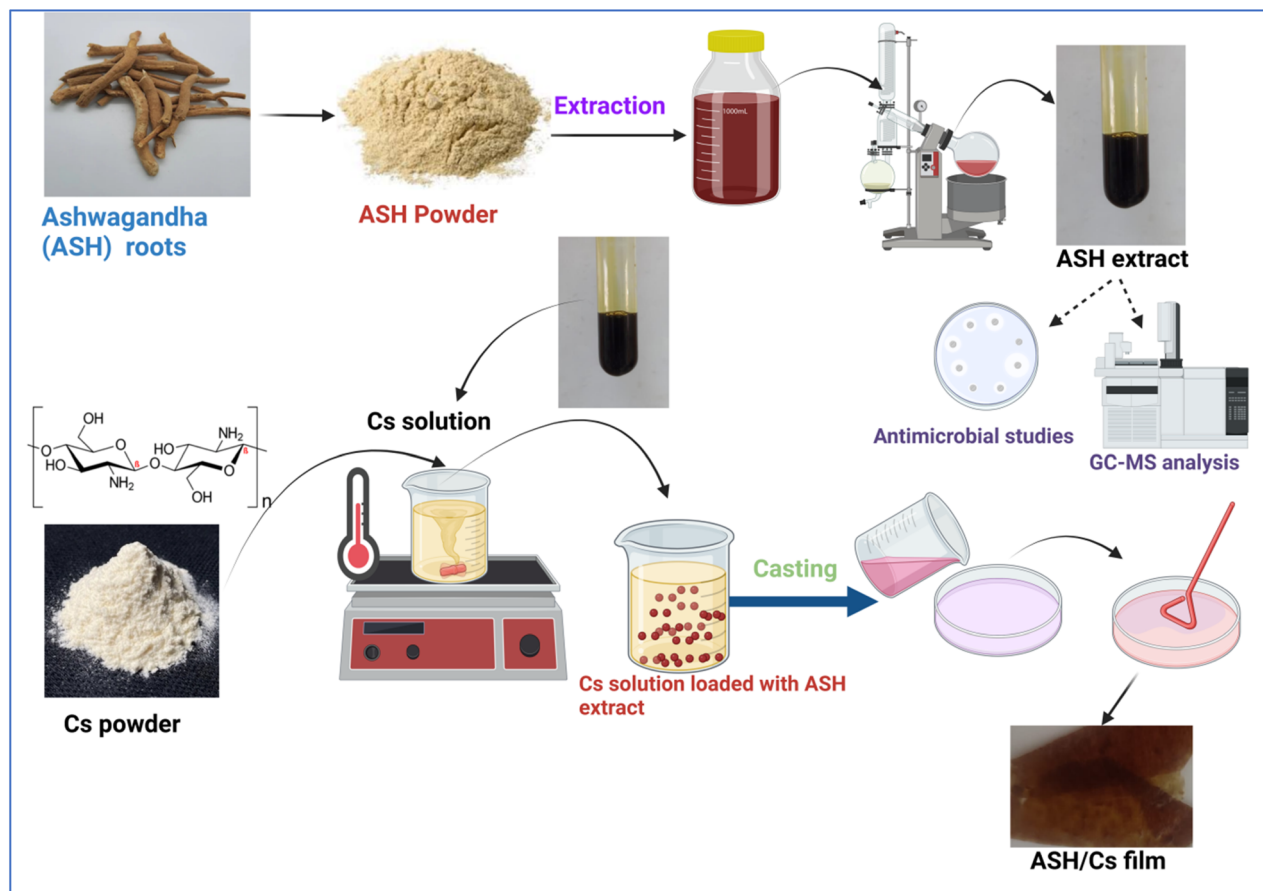 Extraction
1000mL
Ashwagandha
(ASH) roots
ASH Powder
ASH extract
Cs solution
Antimicrobial studies
GC-MS analysis
OH
O
O
HO
NH2
β
O
HO
NH2
β
O
OH
n
Casting
Cs powder
Cs solution loaded with ASH
extract
ASH/Cs film